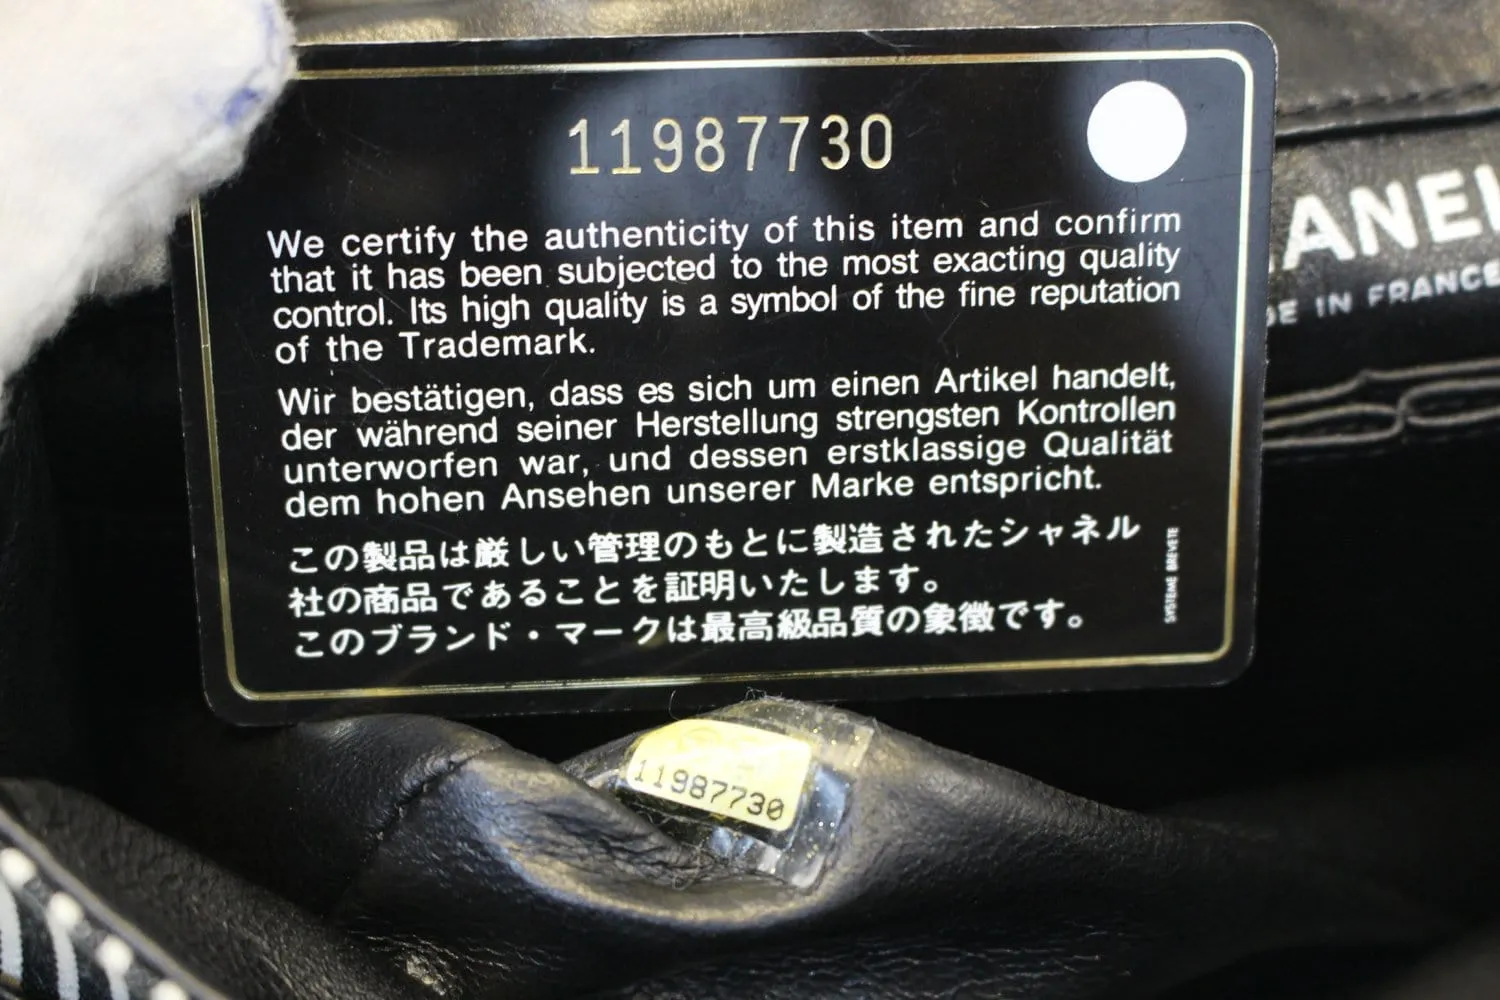 11987730
We certify the authenticity of this item and confirm
that it has been subjected to the most exacting quality
control. Its high quality is a symbol of the fine reputation
of the Trademark.
Wir bestätigen, dass es sich um einen Artikel handelt,
der während seiner Herstellung strengsten Kontrollen
unterworfen war, und dessen erstklassige Qualität
dem hohen Ansehen unserer Marke entspricht.
この製品は厳しい管理のもとに製造されたシャネル
社の商品であることを証明いたします。
このブランド・マークは最高級品質の象徴です。
SYSTEME BREVETE
ANEL
DE IN FRANCE
11987730